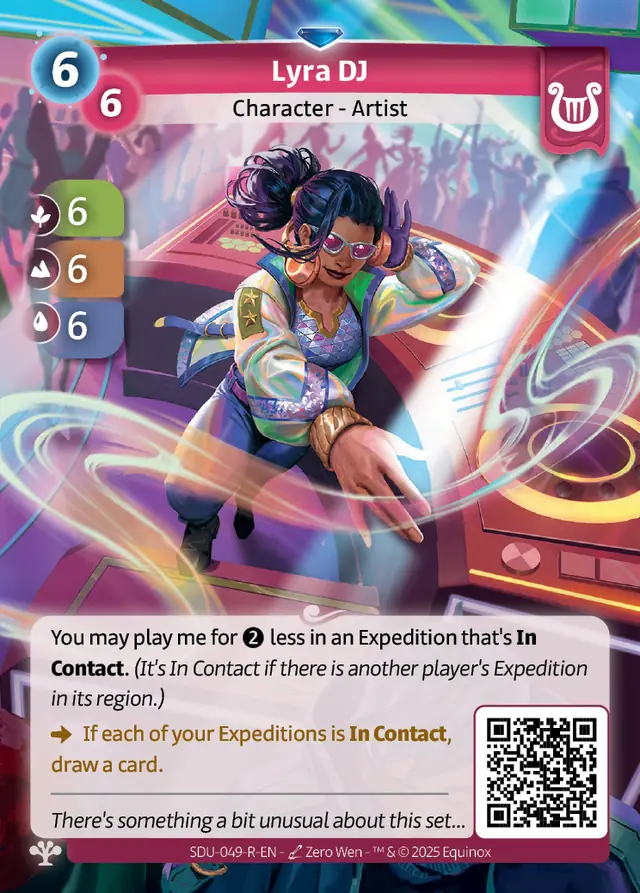 6
6
Lyra DJ
Character - Artist
6
6
6
You may play me for 2 less in an Expedition that's In
Contact. (It's In Contact if there is another player's Expedition
in its region.)
If each of your Expeditions is In Contact,
draw a card.
There's something a bit unusual about this set...
SDU-049-R-EN - Zero Wen - ™ & © 2025 Equinox